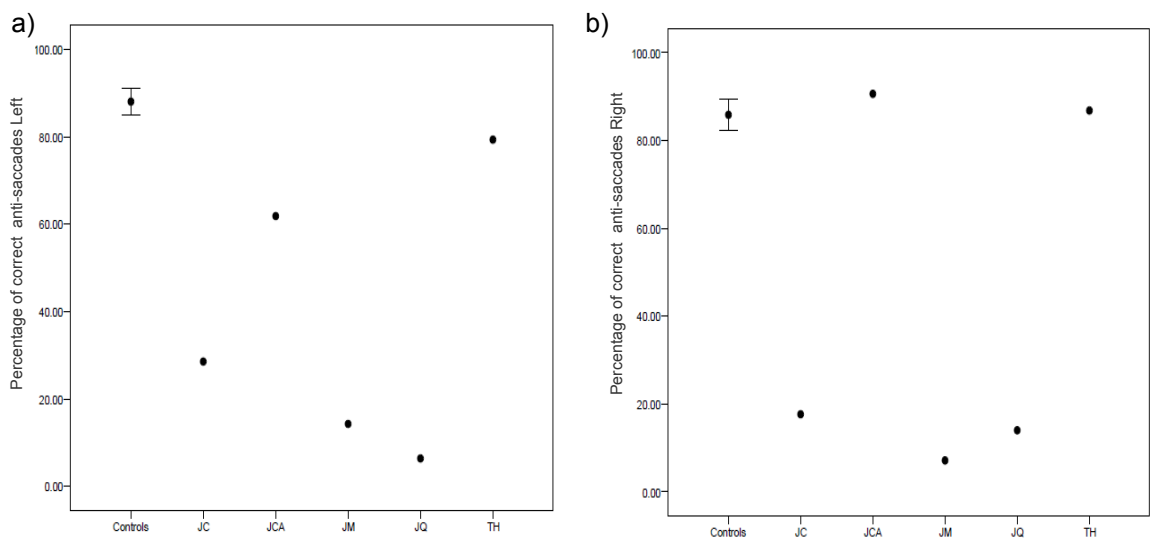 a)
Percentage of correct anti-saccades Left
100.00
80.00
60.00
40.00
20.00
0.00
Controls JC JCA JM JQ TH
b)
Percentage of correct anti-saccades Right
100.00
80.00
60.00
40.00
20.00
0.00
Controls JC JCA JM JQ TH